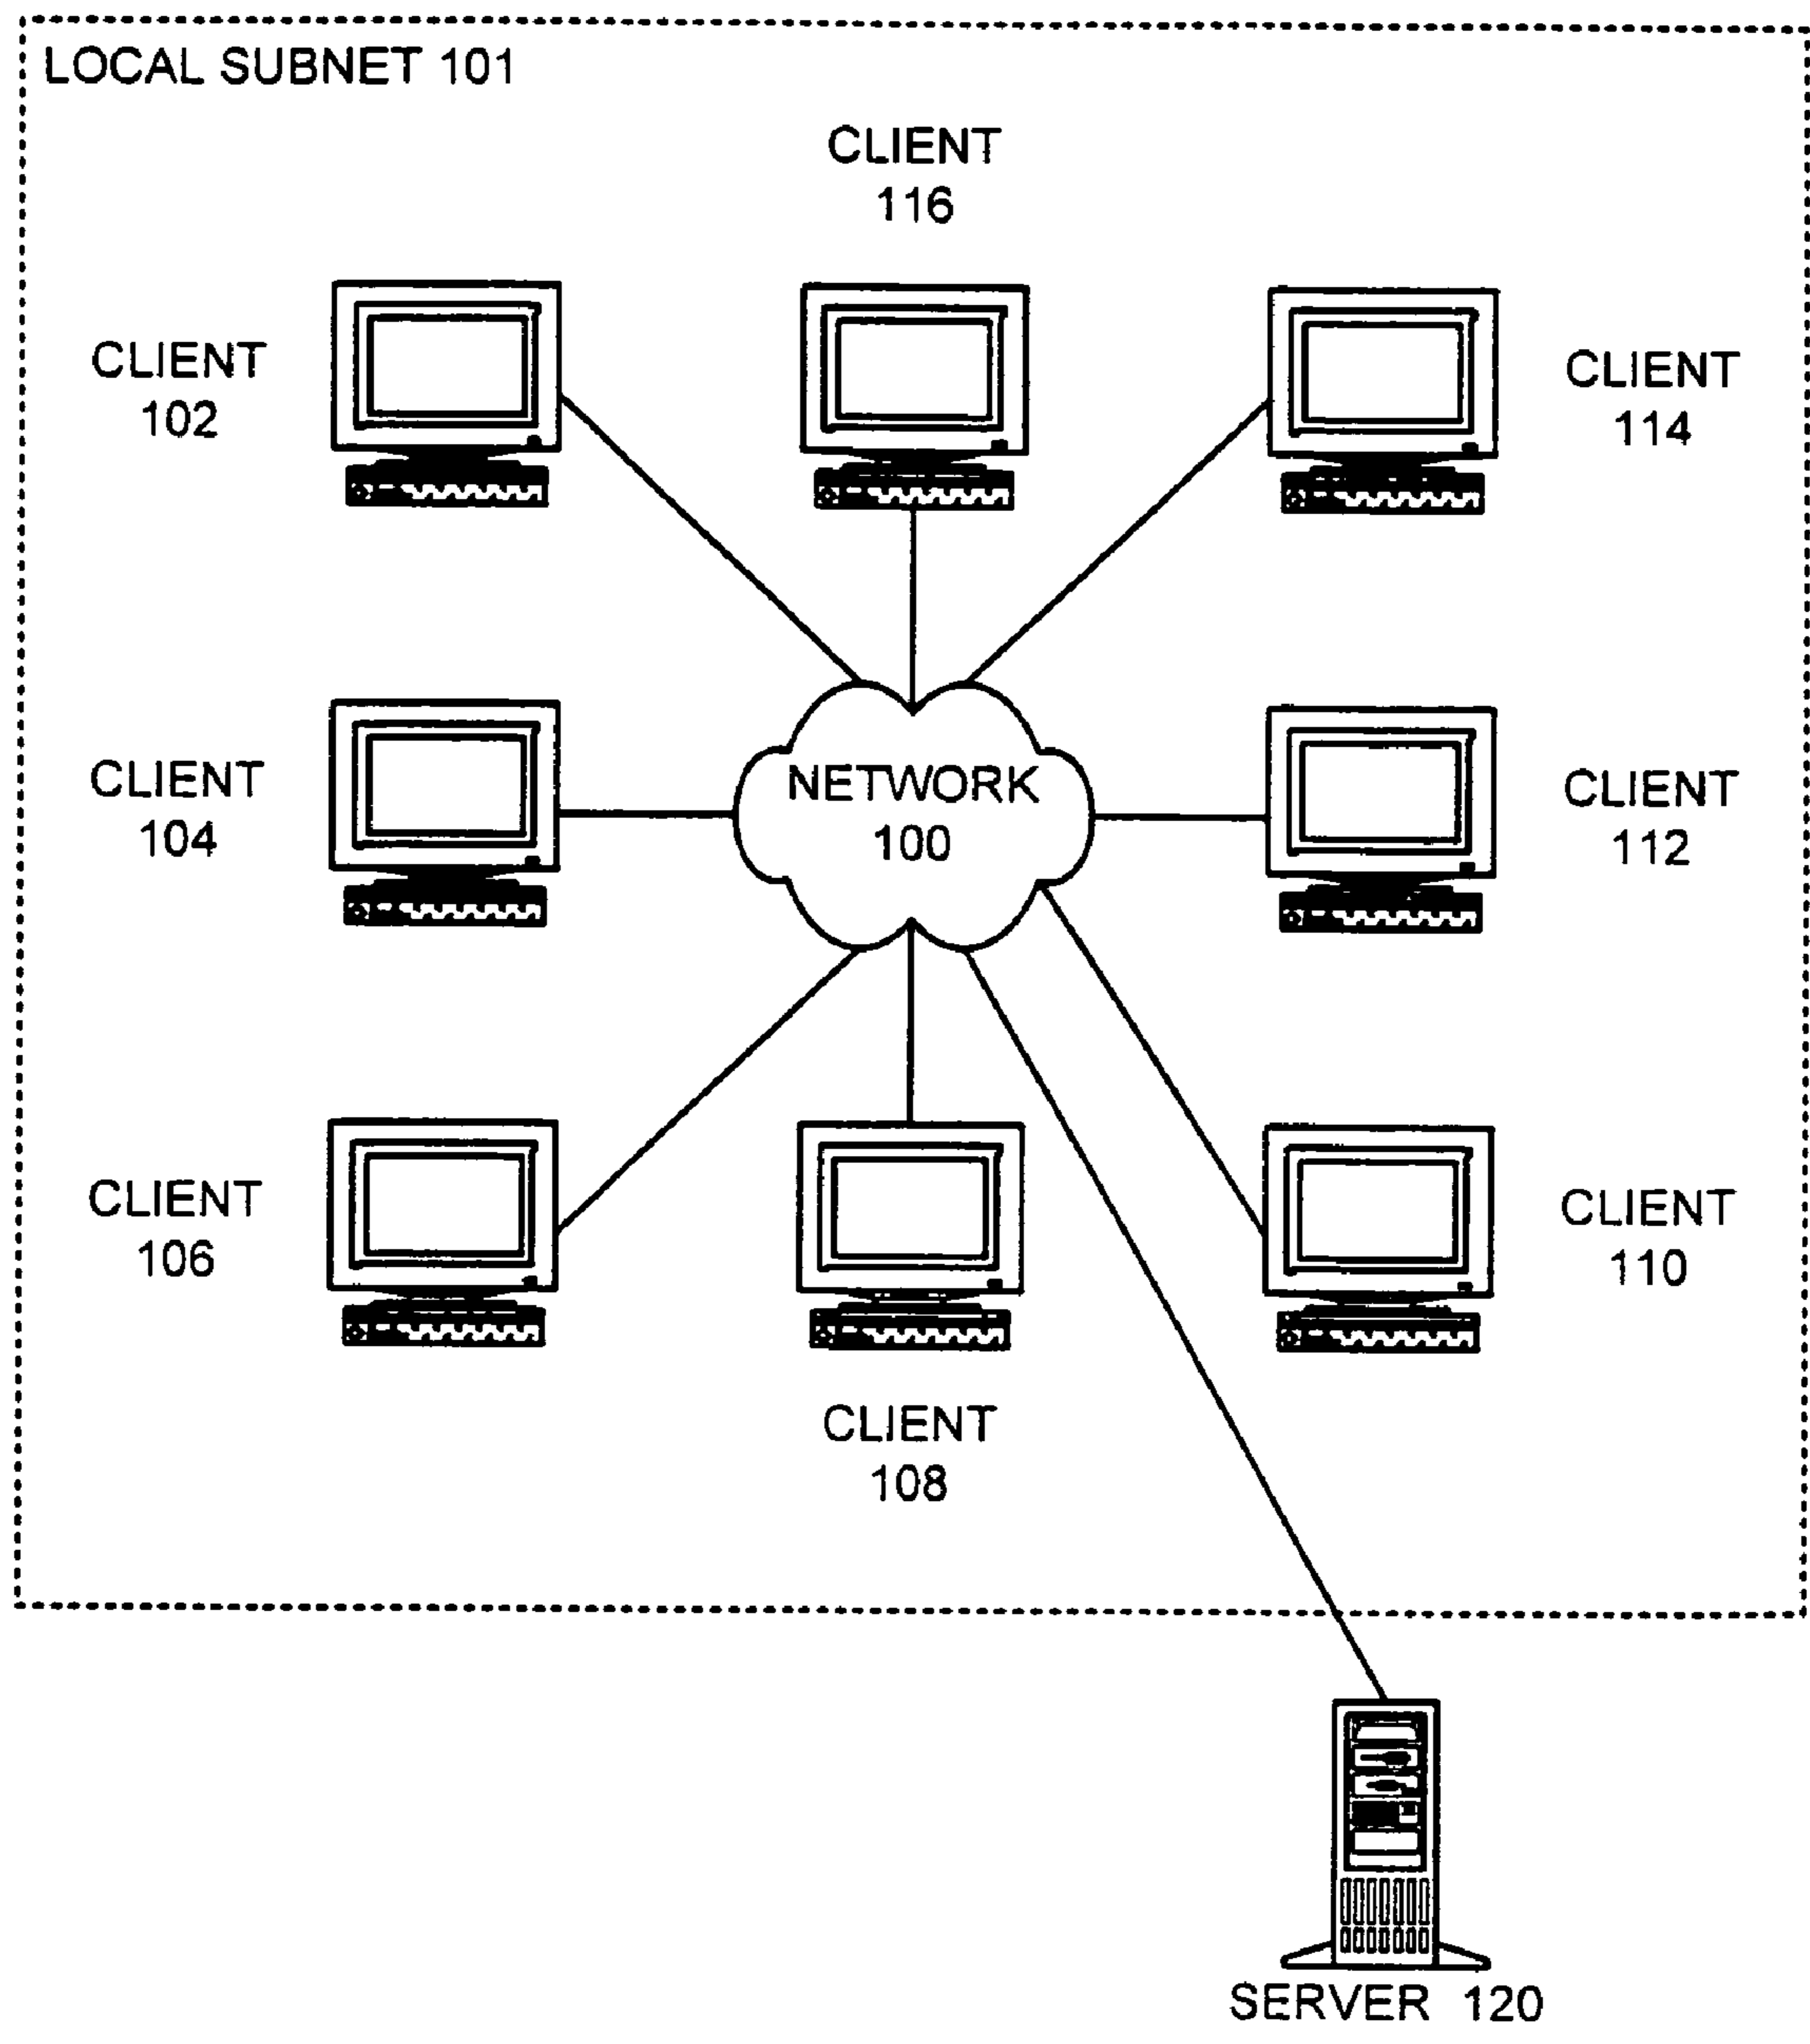 LOCAL SUBNET 101
CLIENT
116
CLIENT
102
CLIENT
114
CLIENT
104
NETWORK
100
CLIENT
112
CLIENT
106
CLIENT
110
CLIENT
108
SERVER 120